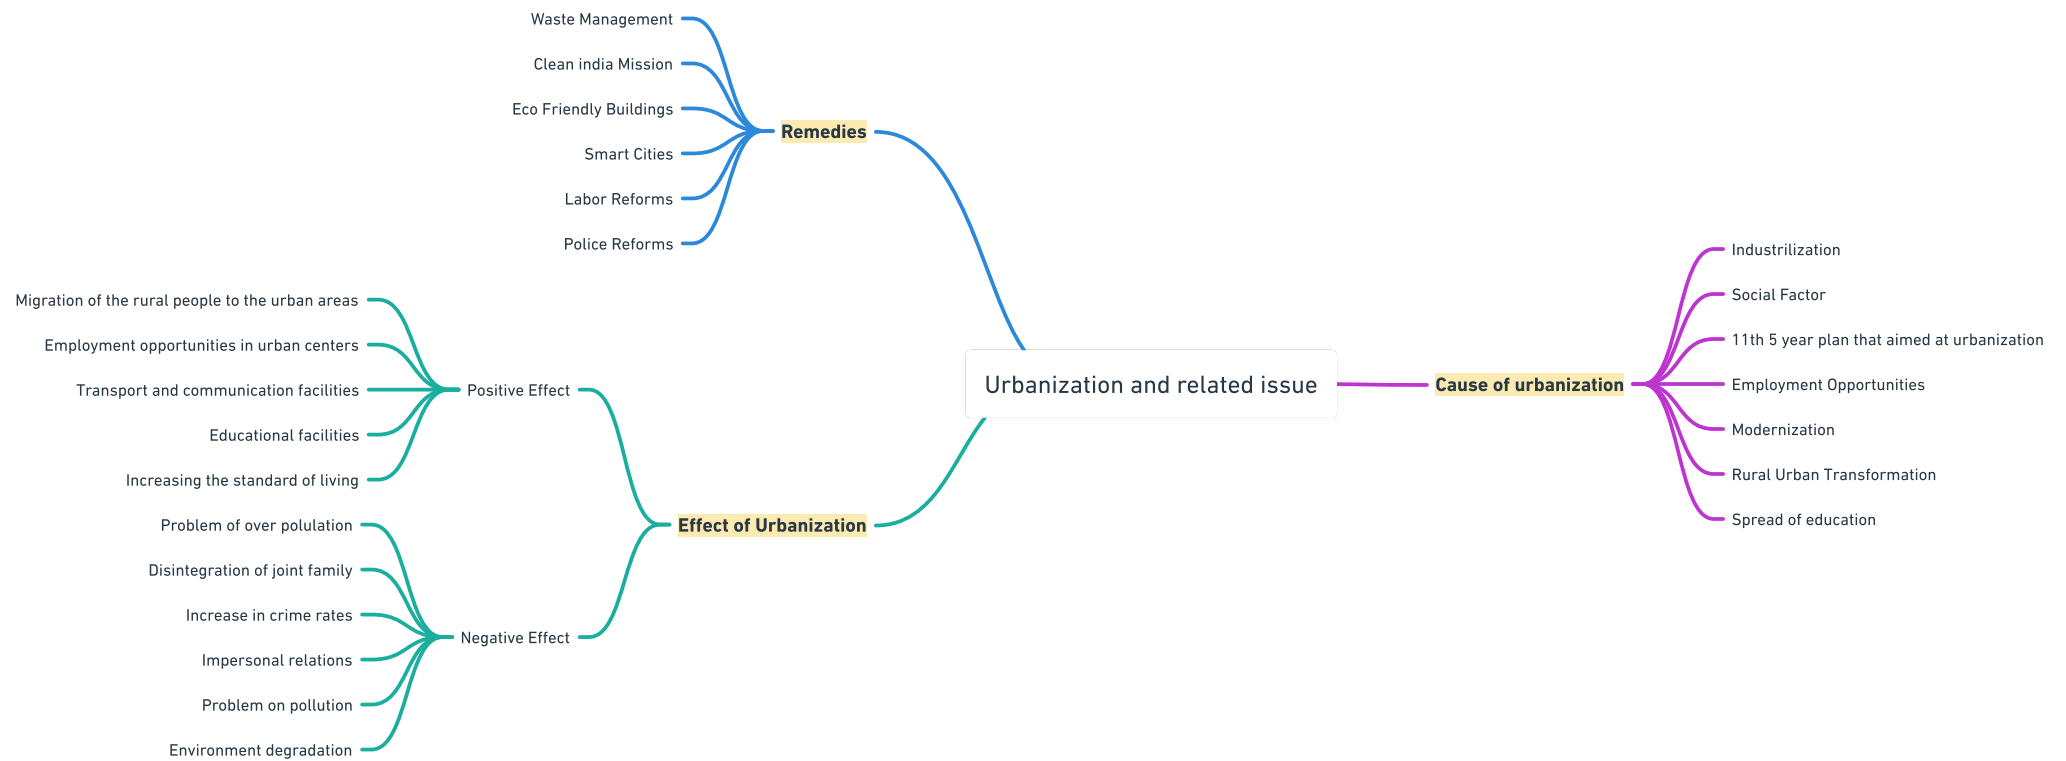 Urbanization and related issue
Remedies
Waste Management
Clean india Mission
Eco Friendly Buildings
Smart Cities
Labor Reforms
Police Reforms
Effect of Urbanization
Positive Effect
Migration of the rural people to the urban areas
Employment opportunities in urban centers
Transport and communication facilities
Educational facilities
Increasing the standard of living
Negative Effect
Problem of over polulation
Disintegration of joint family
Increase in crime rates
Impersonal relations
Problem on pollution
Environment degradation
Cause of urbanization
Industrilization
Social Factor
11th 5 year plan that aimed at urbanization
Employment Opportunities
Modernization
Rural Urban Transformation
Spread of education